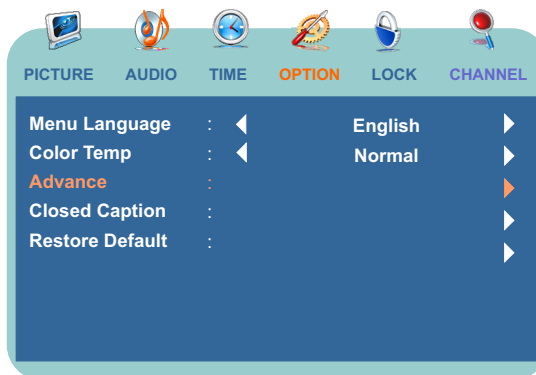 PICTURE AUDIO TIME OPTION LOCK CHANNEL
Menu Language : English
Color Temp : Normal
Advance :
Closed Caption :
Restore Default :